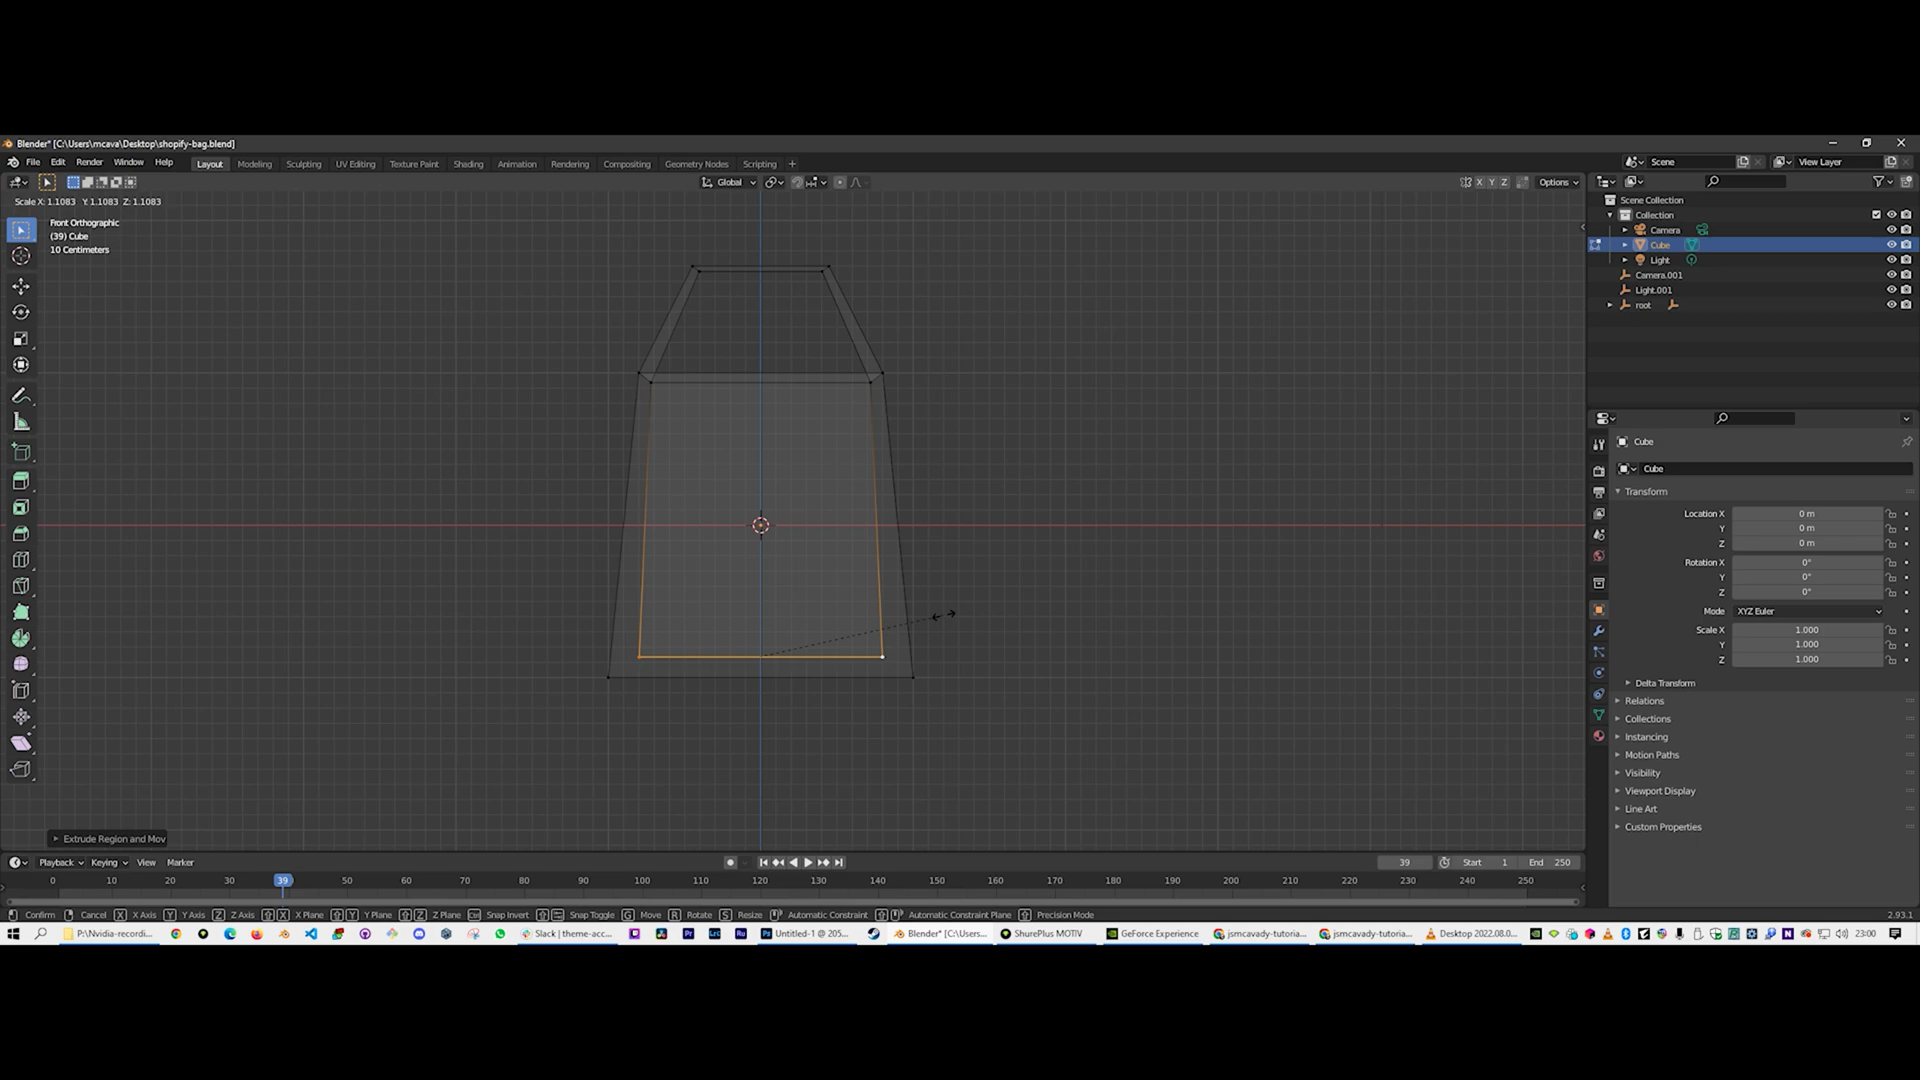 Blender* [C:\Users\mcava\Desktop\shopify-bag.blend]
File Edit Render Window Help Layout Modeling Sculpting UV Editing Texture Paint Shading Animation Rendering Compositing Geometry Nodes Scripting + Scene View Layer
Global X Y Z Options
Scale X: 1.1083 Y: 1.1083 Z: 1.1083
Front Orthographic
(39) Cube
10 Centimeters
Scene Collection
Collection
Camera
Cube
Light
Camera.001
Light.001
root
Cube
Cube
Transform
Location X 0 m
Y 0 m
Z 0 m
Rotation X 0°
Y 0°
Z 0°
Mode XYZ Euler
Scale X 1.000
Y 1.000
Z 1.000
Delta Transform
Relations
Collections
Instancing
Motion Paths
Visibility
Viewport Display
Line Art
Custom Properties
Extrude Region and Mov
Playback Keying View Marker 39 Start 1 End 250
0 10 20 30 39 50 60 70 80 90 100 110 120 130 140 150 160 170 180 190 200 210 220 230 240 250
Confirm Cancel X X Axis Y Y Axis Z Z Axis X X Plane Y Y Plane Z Z Plane Snap Invert Snap Toggle G Move R Rotate S Resize Automatic Constraint Automatic Constraint Plane Precision Mode 2.93.1
P:\Nvidia-recordi... Slack | theme-acc... Untitled-1 @ 205... Blender* [C:\Users... ShurePlus MOTIV GeForce Experience jsmcavady-tutoria... jsmcavady-tutoria... Desktop 2022.08.0... 23:00